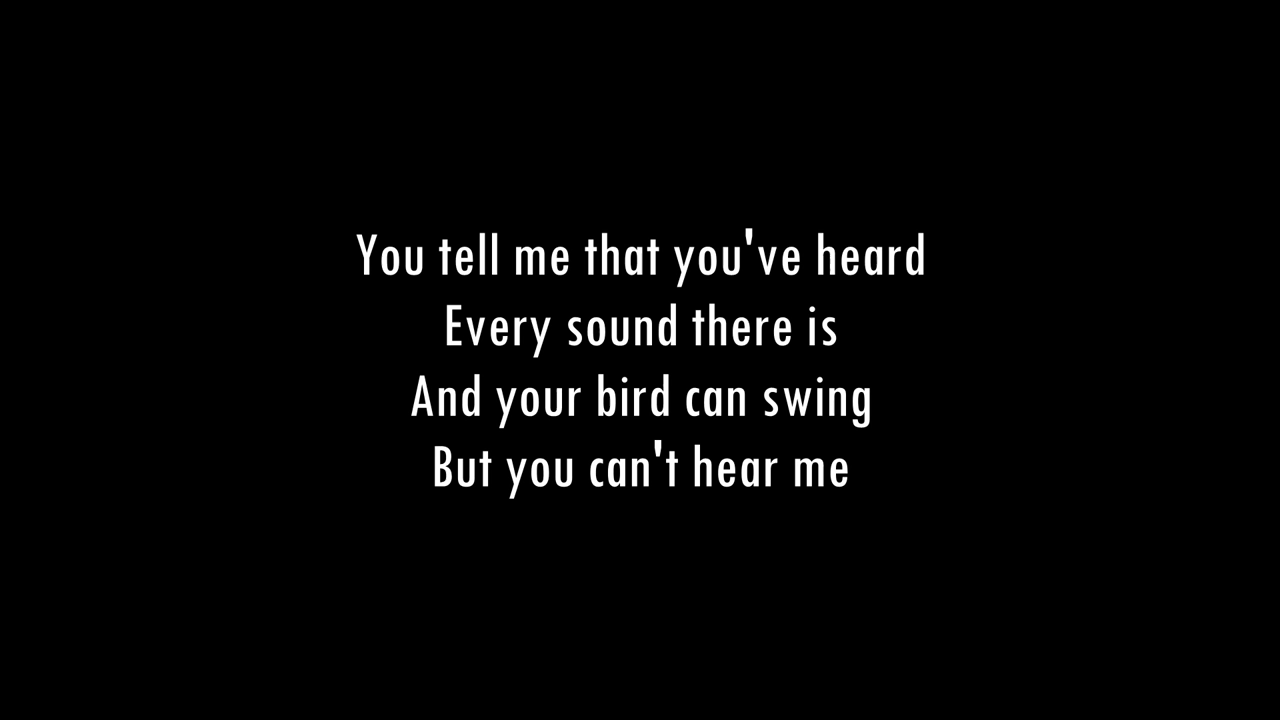 You tell me that you've heard
Every sound there is
And your bird can swing
But you can't hear me